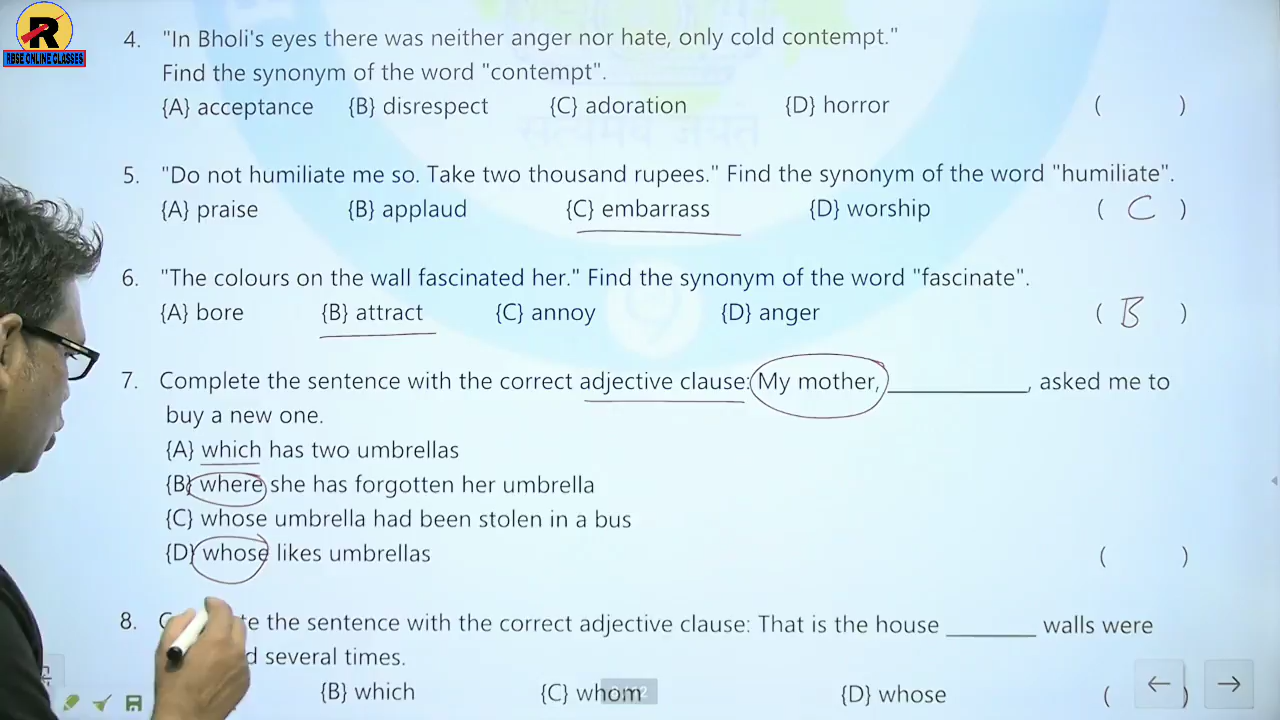 R
RBSE ONLINE CLASSES
4. "In Bholi's eyes there was neither anger nor hate, only cold contempt."
Find the synonym of the word "contempt".
{A} acceptance {B} disrespect {C} adoration {D} horror ( )
सत्यमेव जयते
5. "Do not humiliate me so. Take two thousand rupees." Find the synonym of the word "humiliate".
{A} praise {B} applaud {C} embarrass {D} worship ( C )
6. "The colours on the wall fascinated her." Find the synonym of the word "fascinate".
{A} bore {B} attract {C} annoy {D} anger ( B )
7. Complete the sentence with the correct adjective clause: My mother, ____________, asked me to
buy a new one.
{A} which has two umbrellas
{B} where she has forgotten her umbrella
{C} whose umbrella had been stolen in a bus
{D} whose likes umbrellas ( )
8. the sentence with the correct adjective clause: That is the house ________ walls were
several times.
{B} which {C} whom {D} whose ( )